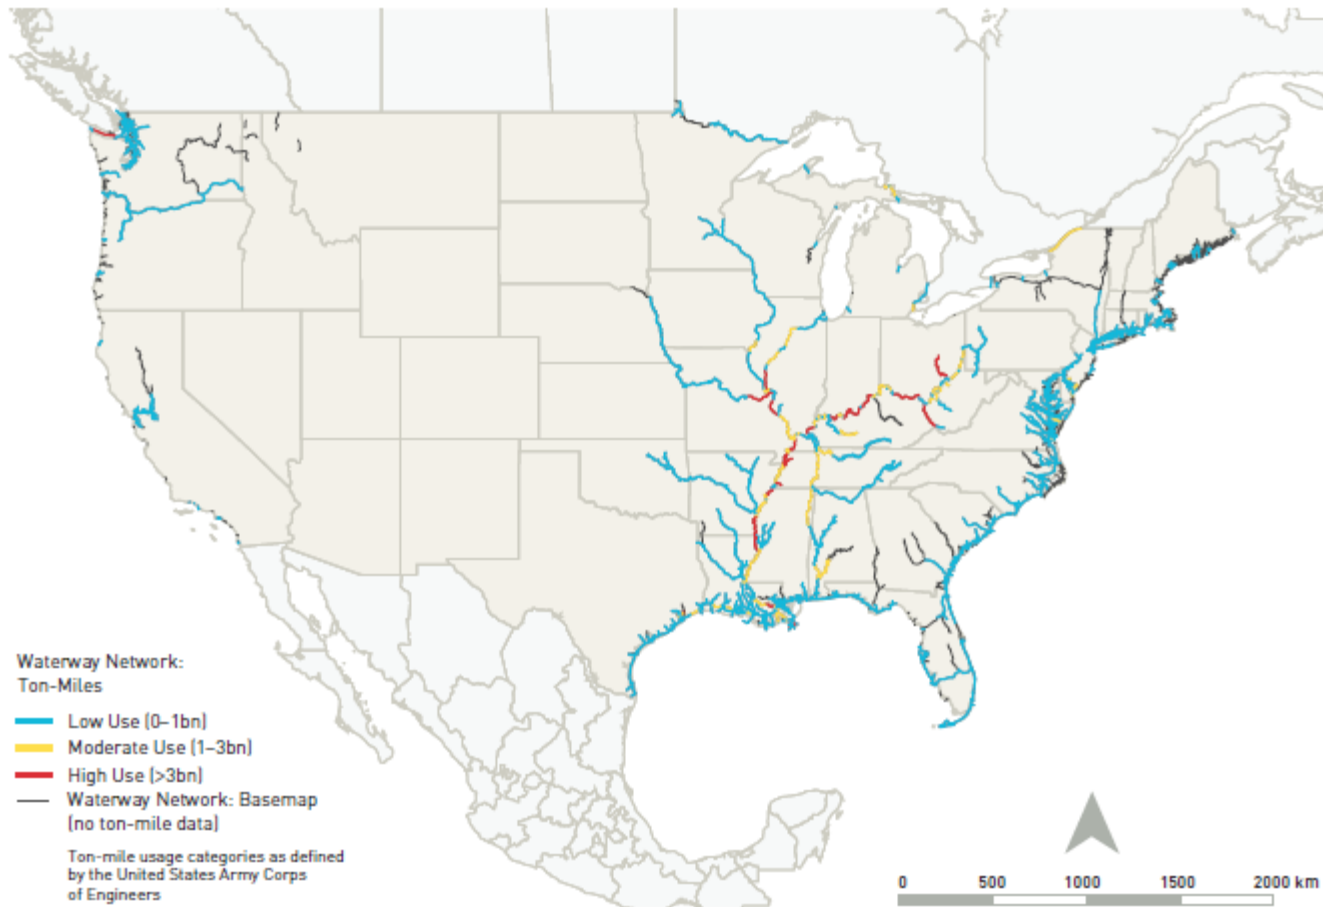 Waterway Network:
Ton-Miles
Low Use (0–1bn)
Moderate Use (1–3bn)
High Use (>3bn)
Waterway Network: Basemap
(no ton-mile data)
Ton-mile usage categories as defined
by the United States Army Corps
of Engineers
0 500 1000 1500 2000 km